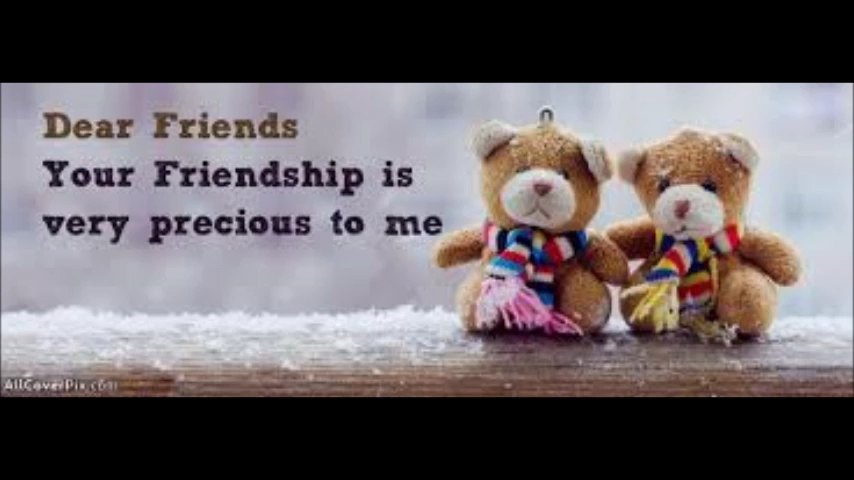 Dear Friends
Your Friendship is
very precious to me
AllCoverPix.com